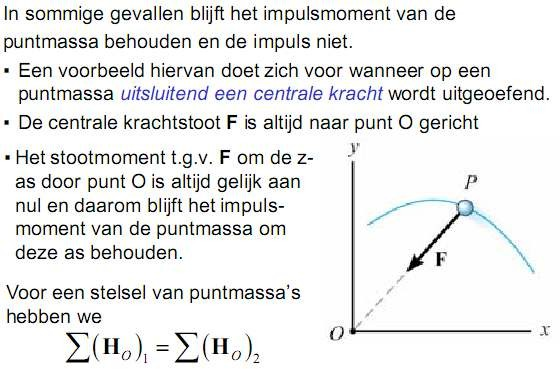 In sommige gevallen blijft het impulsmoment van de
puntmassa behouden en de impuls niet.
▪ Een voorbeeld hiervan doet zich voor wanneer op een
puntmassa uitsluitend een centrale kracht wordt uitgeoefend.
▪ De centrale krachtstoot F is altijd naar punt O gericht
▪ Het stootmoment t.g.v. F om de z-
as door punt O is altijd gelijk aan
nul en daarom blijft het impuls-
moment van de puntmassa om
deze as behouden.
Voor een stelsel van puntmassa's
hebben we
∑(H_O)_1 = ∑(H_O)_2
y
P
F
O
x